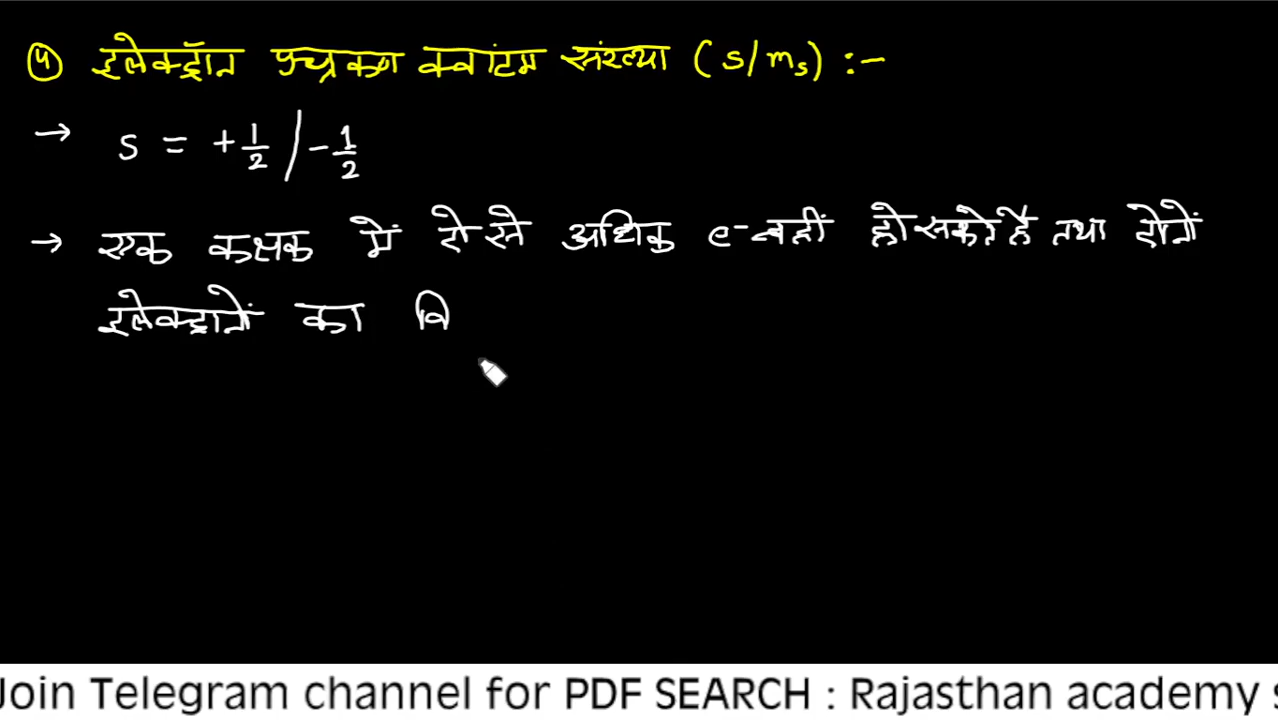 ④ इलेक्ट्रॉन चक्रण क्वांटम संख्या (s/ms) :-
→ s = +1/2 / -1/2
→ एक कक्षक में दो से अधिक e- नहीं हो सकते है तथा दोनों
इलेक्ट्रानों का वि
Join Telegram channel for PDF SEARCH : Rajasthan academy s